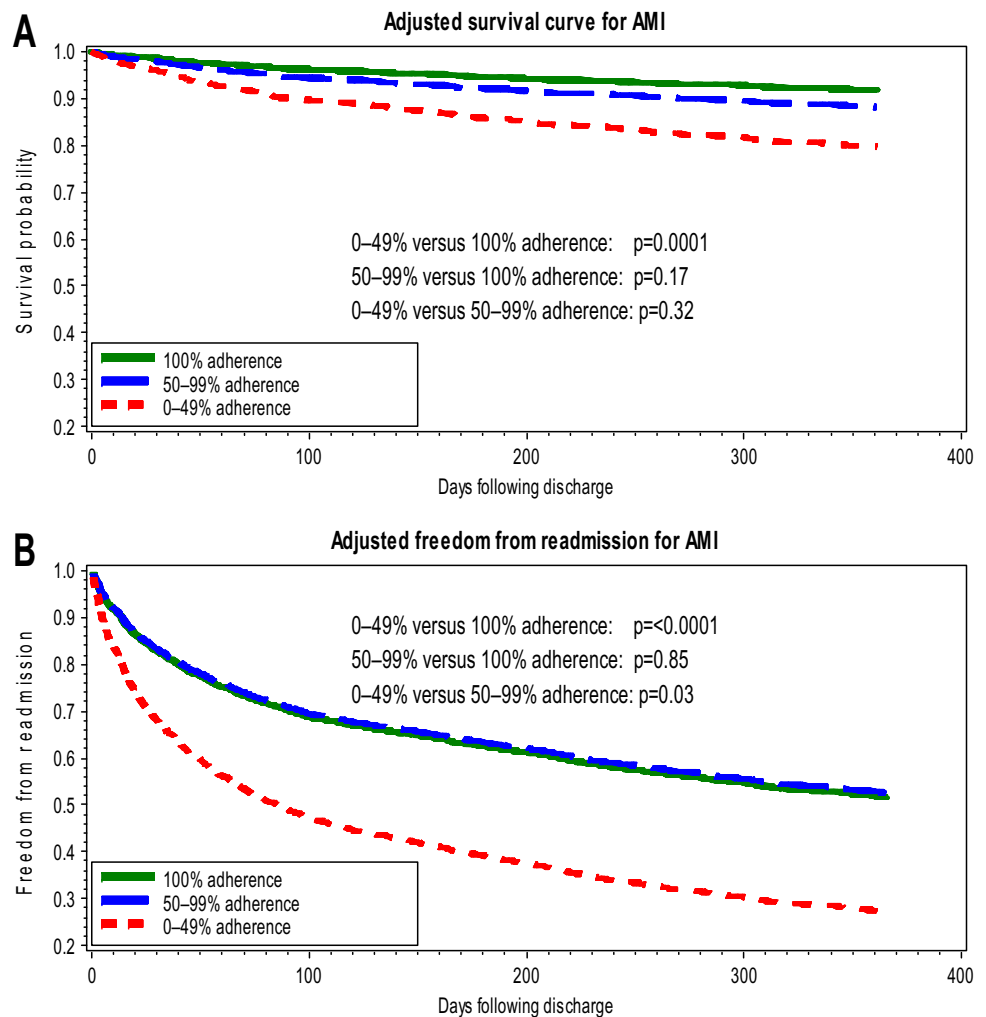 A
Adjusted survival curve for AMI
Survival probability
1.0
0.9
0.8
0.7
0.6
0.5
0.4
0.3
0.2
0–49% versus 100% adherence: p=0.0001
50–99% versus 100% adherence: p=0.17
0–49% versus 50–99% adherence: p=0.32
100% adherence
50–99% adherence
0–49% adherence
0 100 200 300 400
Days following discharge
B
Adjusted freedom from readmission for AMI
Freedom from readmission
1.0
0.9
0.8
0.7
0.6
0.5
0.4
0.3
0.2
0–49% versus 100% adherence: p=<0.0001
50–99% versus 100% adherence: p=0.85
0–49% versus 50–99% adherence: p=0.03
100% adherence
50–99% adherence
0–49% adherence
0 100 200 300 400
Days following discharge